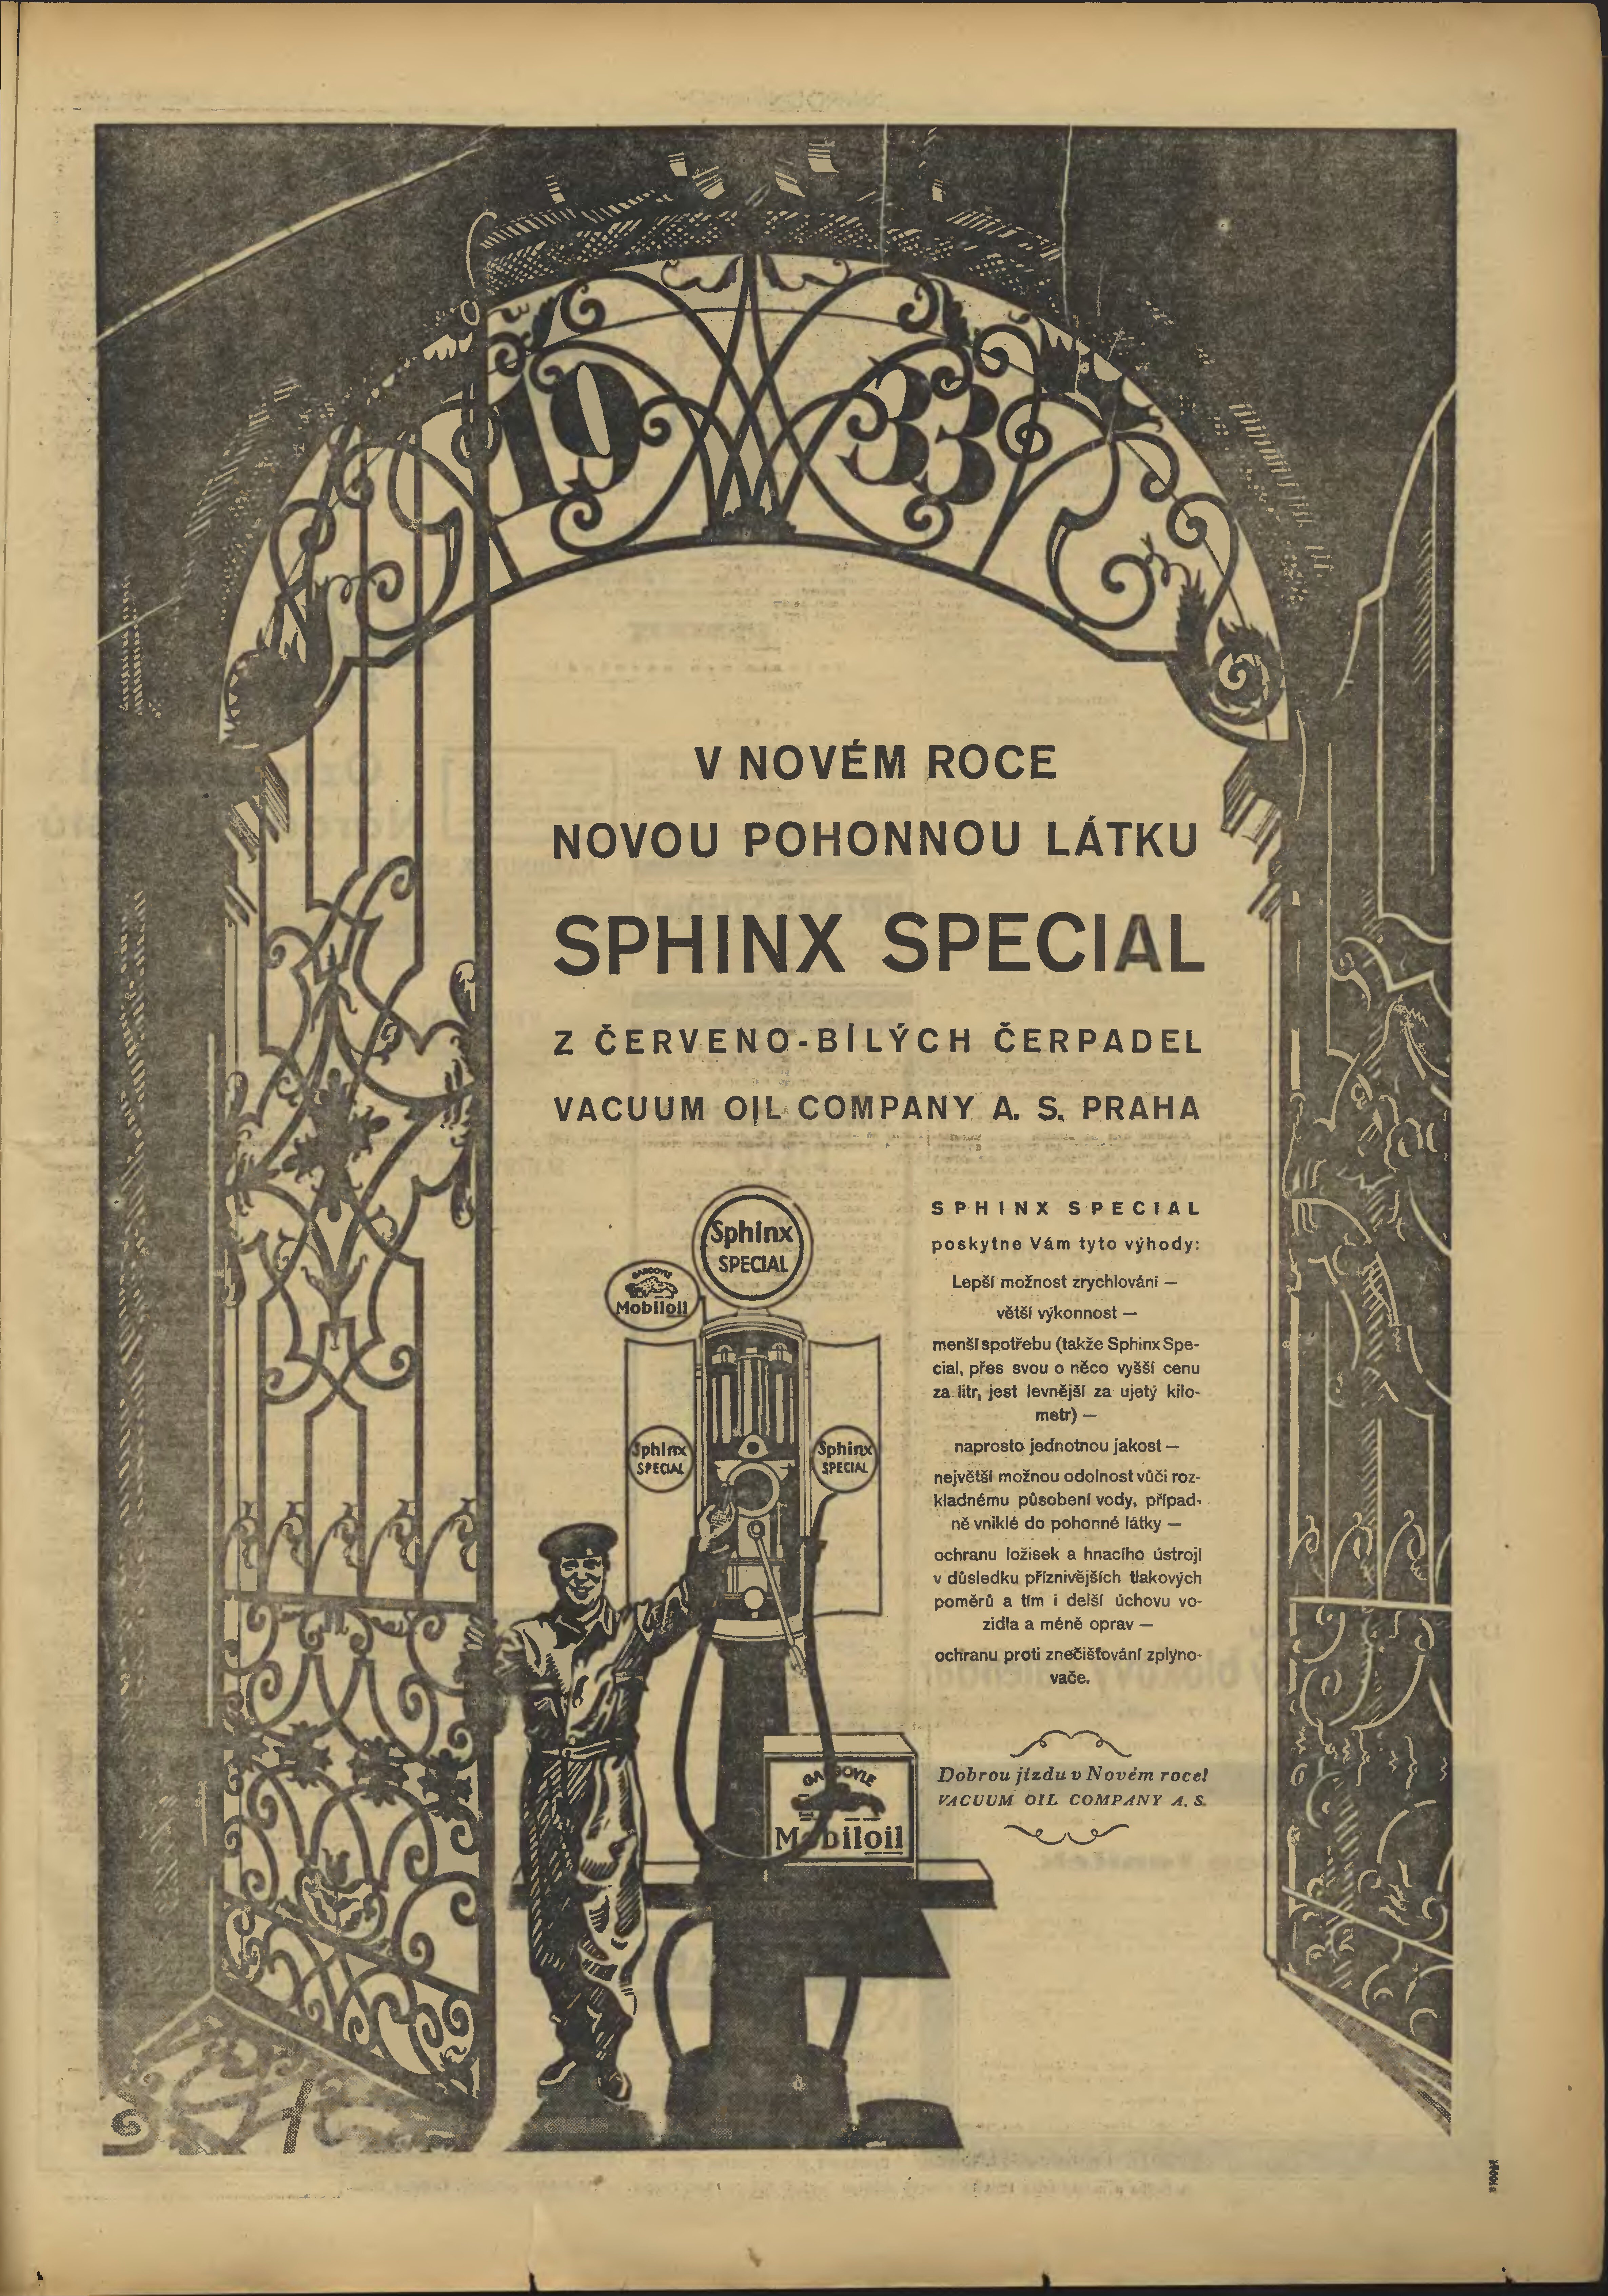 1933
V NOVÉM ROCE
NOVOU POHONNOU LÁTKU
SPHINX SPECIAL
Z ČERVENO-BÍLÝCH ČERPADEL
VACUUM OIL COMPANY A. S. PRAHA
Sphinx
SPECIAL
GARGOYLE
Mobiloil
Sphinx
SPECIAL
Sphinx
SPECIAL
SPHINX SPECIAL
poskytne Vám tyto výhody:
Lepší možnost zrychlování —
větší výkonnost —
menší spotřebu (takže Sphinx Spe-
cial, přes svou o něco vyšší cenu
za litr, jest levnější za ujetý kilo-
metr) —
naprosto jednotnou jakost —
největší možnou odolnost vůči roz-
kladnému působení vody, případ-
ně vniklé do pohonné látky —
ochranu ložisek a hnacího ústrojí
v důsledku příznivějších tlakových
poměrů a tím i delší úchovu vo-
zidla a méně oprav —
ochranu proti znečišťování zplyno-
vače.
GARGOYLE
Mobiloil
Dobrou jízdu v Novém roce!
VACUUM OIL COMPANY A. S.